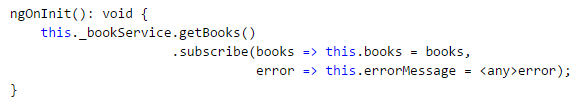 ngOnInit(): void {
    this._bookService.getBooks()
                     .subscribe(books => this.books = books,
                                error => this.errorMessage = <any>error);
}